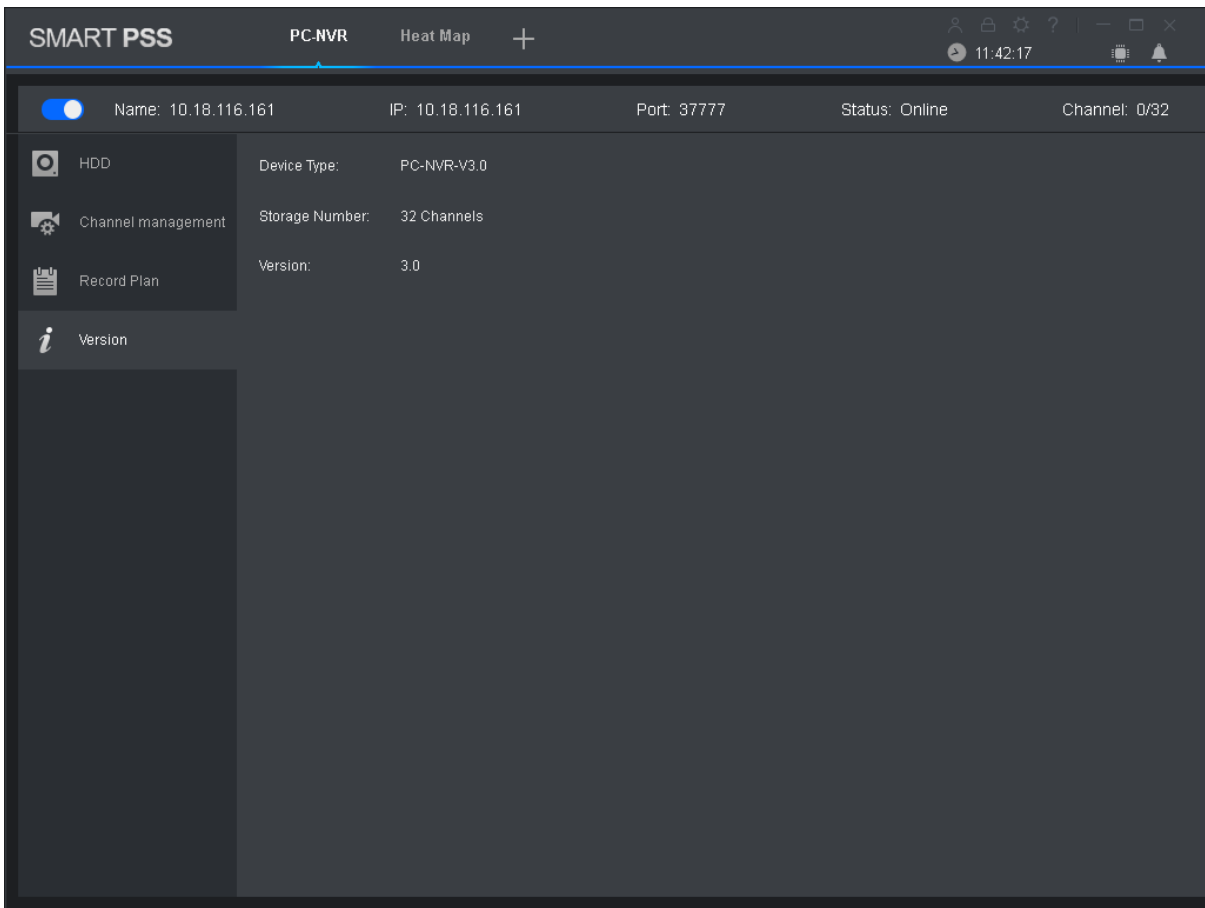 SMART PSS PC-NVR Heat Map
11:42:17
Name: 10.18.116.161 IP: 10.18.116.161 Port: 37777 Status: Online Channel: 0/32
HDD
Channel management
Record Plan
Version
Device Type: PC-NVR-V3.0
Storage Number: 32 Channels
Version: 3.0